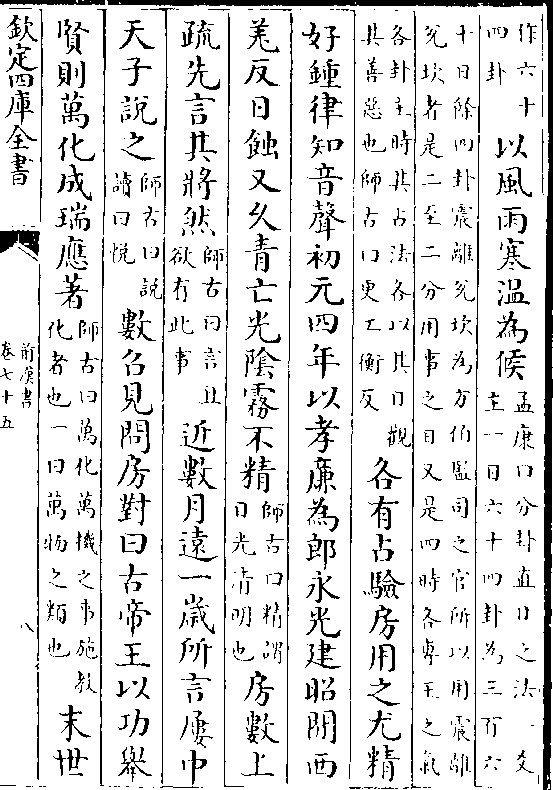 作六十四卦以風雨寒溫為候孟康曰分卦直日之法一爻主一日六十四卦為三百六
十日餘四卦震離兌坎為方伯監司之官所以用震離兌坎者是二至二分用事之日又是四時各專王之氣
各卦主時其占法各以其日觀其善惡也師古曰更工衡反各有占驗房用之尤精
好鍾律知音聲初元四年以孝廉為郎永光建昭間西
羌反日蝕又久青亡光陰霧不精師古曰精謂日光清明也房數上
疏先言其將然師古曰言且欲有此事近數月遠一歲所言屢中
天子說之師古曰說讀曰悅數召見問房對曰古帝王以功舉
賢則萬化成瑞應著師古曰萬化萬機之事施教化者也一曰萬物之類也末世
欽定四庫全書
前漢書
卷七十五
八